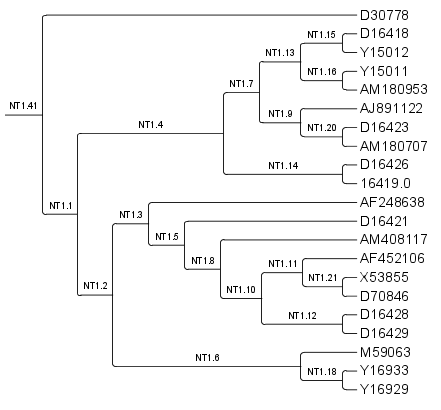 D30778
NT1.15 D16418
NT1.13 Y15012
NT1.16 Y15011
NT1.7 AM180953
NT1.41 AJ891122
NT1.9 D16423
NT1.4 NT1.20 AM180707
NT1.14 D16426
16419.0
NT1.1 AF248638
NT1.3 D16421
NT1.5 AM408117
NT1.8 NT1.11 AF452106
NT1.21 X53855
NT1.2 NT1.10 D70846
NT1.12 D16428
D16429
NT1.6 M59063
NT1.18 Y16933
Y16929